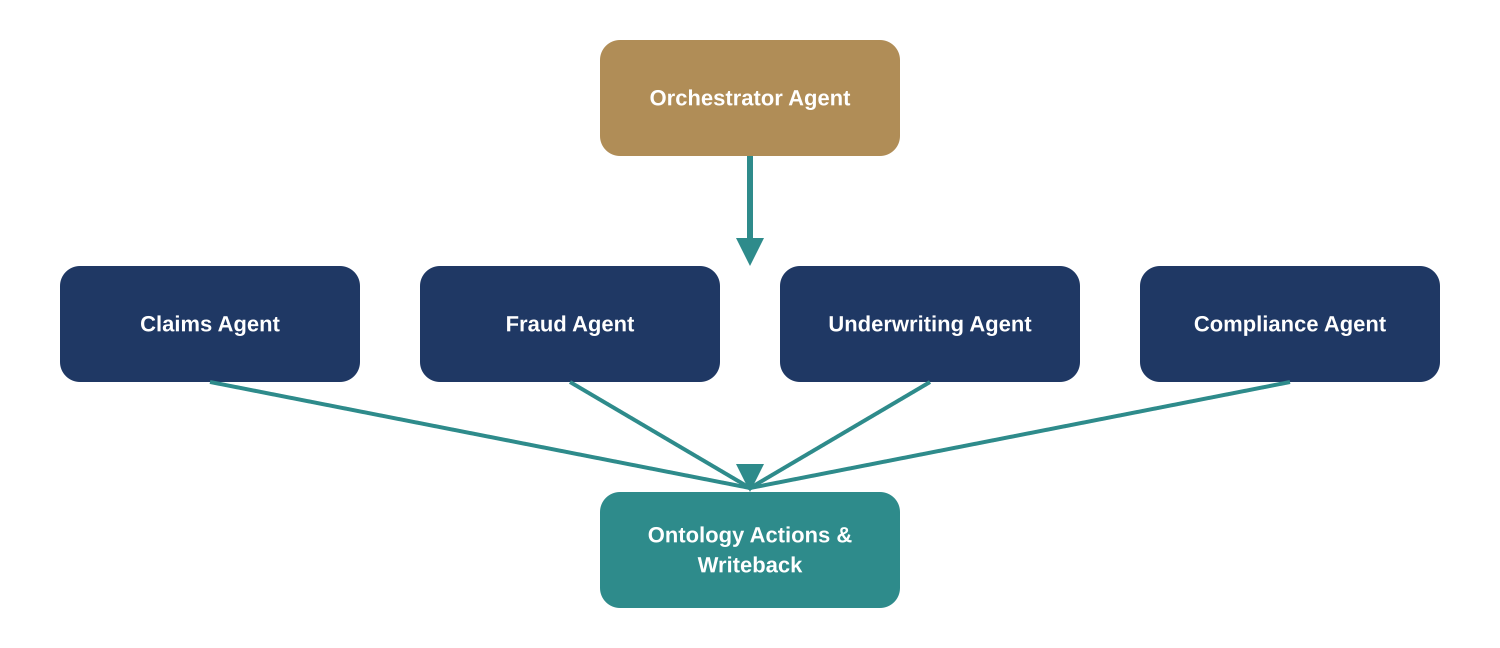 Orchestrator Agent
Claims Agent
Fraud Agent
Underwriting Agent
Compliance Agent
Ontology Actions &
Writeback